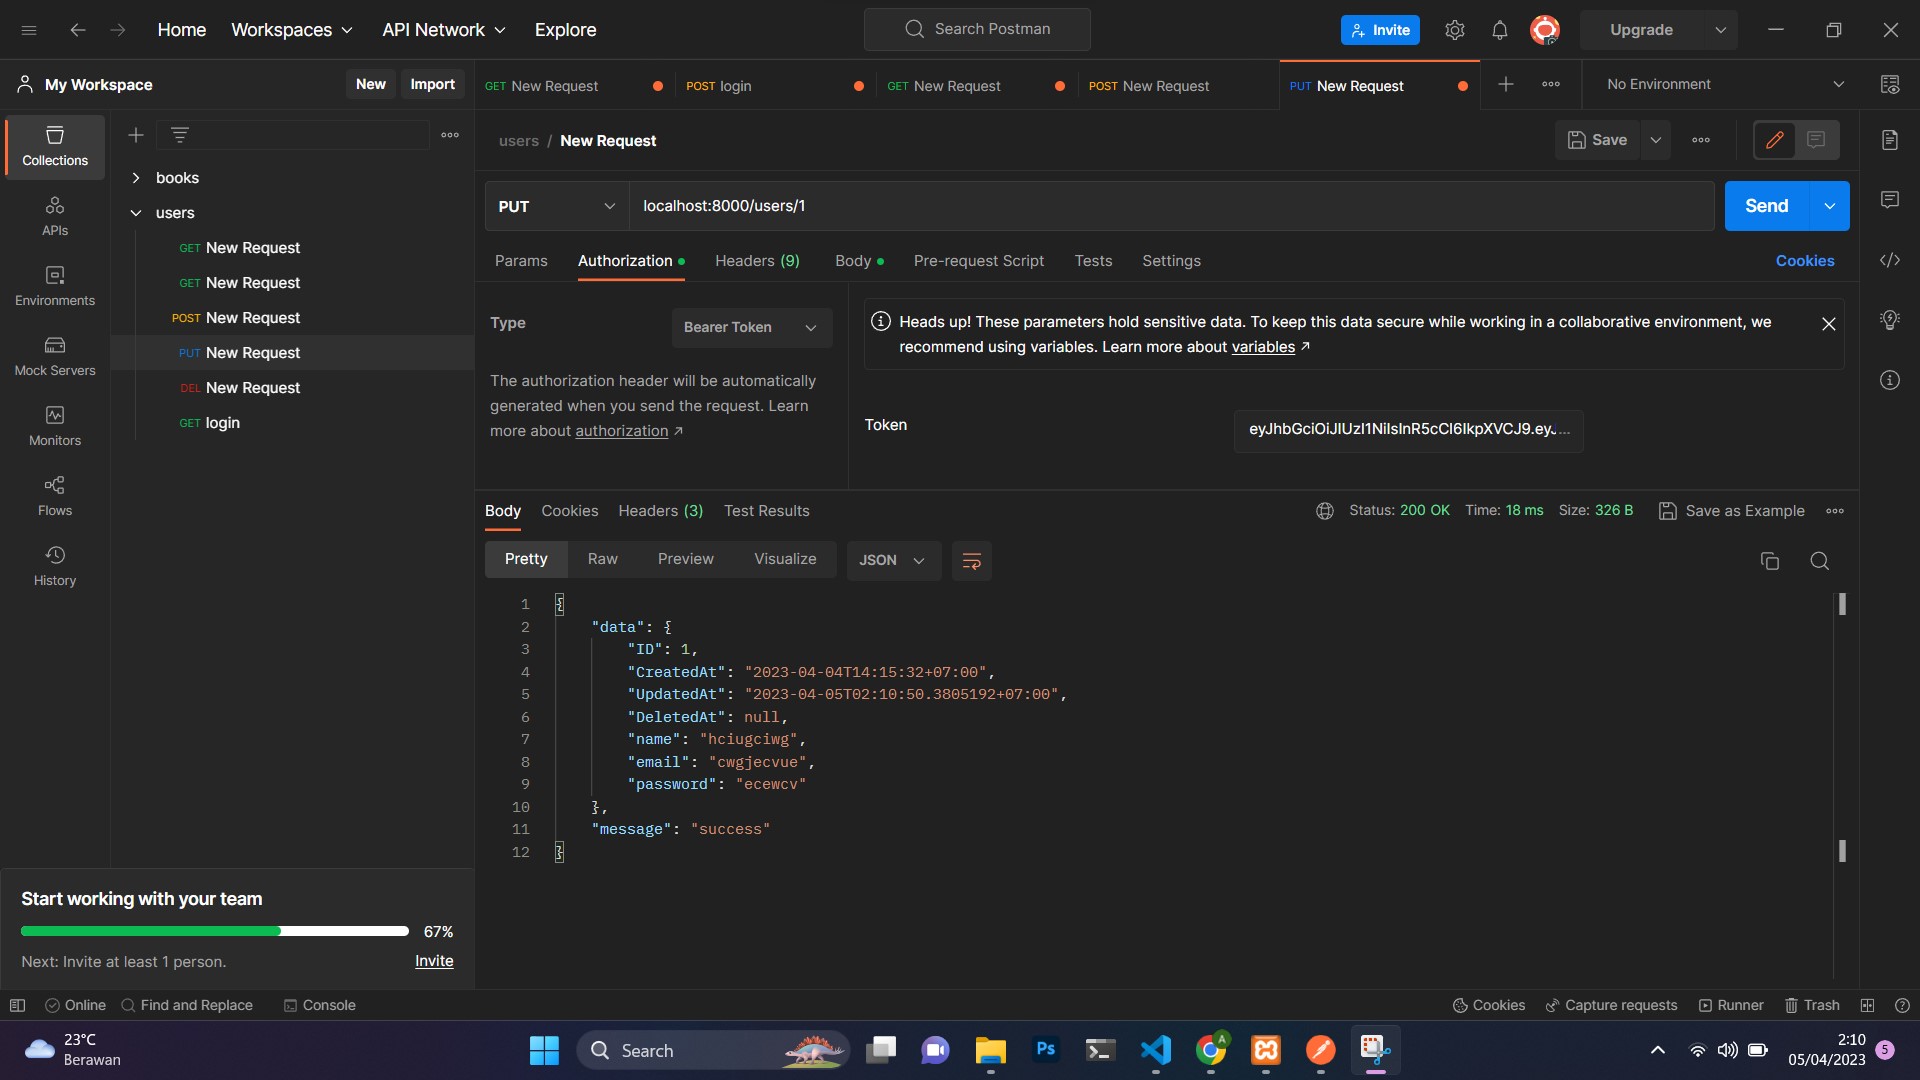 Home Workspaces API Network Explore Search Postman Invite Upgrade
My Workspace New Import
GET New Request POST login GET New Request POST New Request PUT New Request No Environment
Collections
APIs
Environments
Mock Servers
Monitors
Flows
History
books
users
GET New Request
GET New Request
POST New Request
PUT New Request
DEL New Request
GET login
users / New Request Save
PUT localhost:8000/users/1 Send
Params Authorization Headers (9) Body Pre-request Script Tests Settings Cookies
Type Bearer Token
The authorization header will be automatically
generated when you send the request. Learn
more about authorization ↗
Heads up! These parameters hold sensitive data. To keep this data secure while working in a collaborative environment, we
recommend using variables. Learn more about variables ↗
Token eyJhbGciOiJIUzI1NiIsInR5cCI6IkpXVCJ9.eyJ...
Body Cookies Headers (3) Test Results Status: 200 OK Time: 18 ms Size: 326 B Save as Example
Pretty Raw Preview Visualize JSON
1 {
2 "data": {
3 "ID": 1,
4 "CreatedAt": "2023-04-04T14:15:32+07:00",
5 "UpdatedAt": "2023-04-05T02:10:50.3805192+07:00",
6 "DeletedAt": null,
7 "name": "hciugciwg",
8 "email": "cwgjecvue",
9 "password": "ecewcv"
10 },
11 "message": "success"
12 }
Start working with your team
67%
Next: Invite at least 1 person. Invite
Online Find and Replace Console Cookies Capture requests Runner Trash
23°C
Berawan
Search
Ps
A
2:10
05/04/2023
5